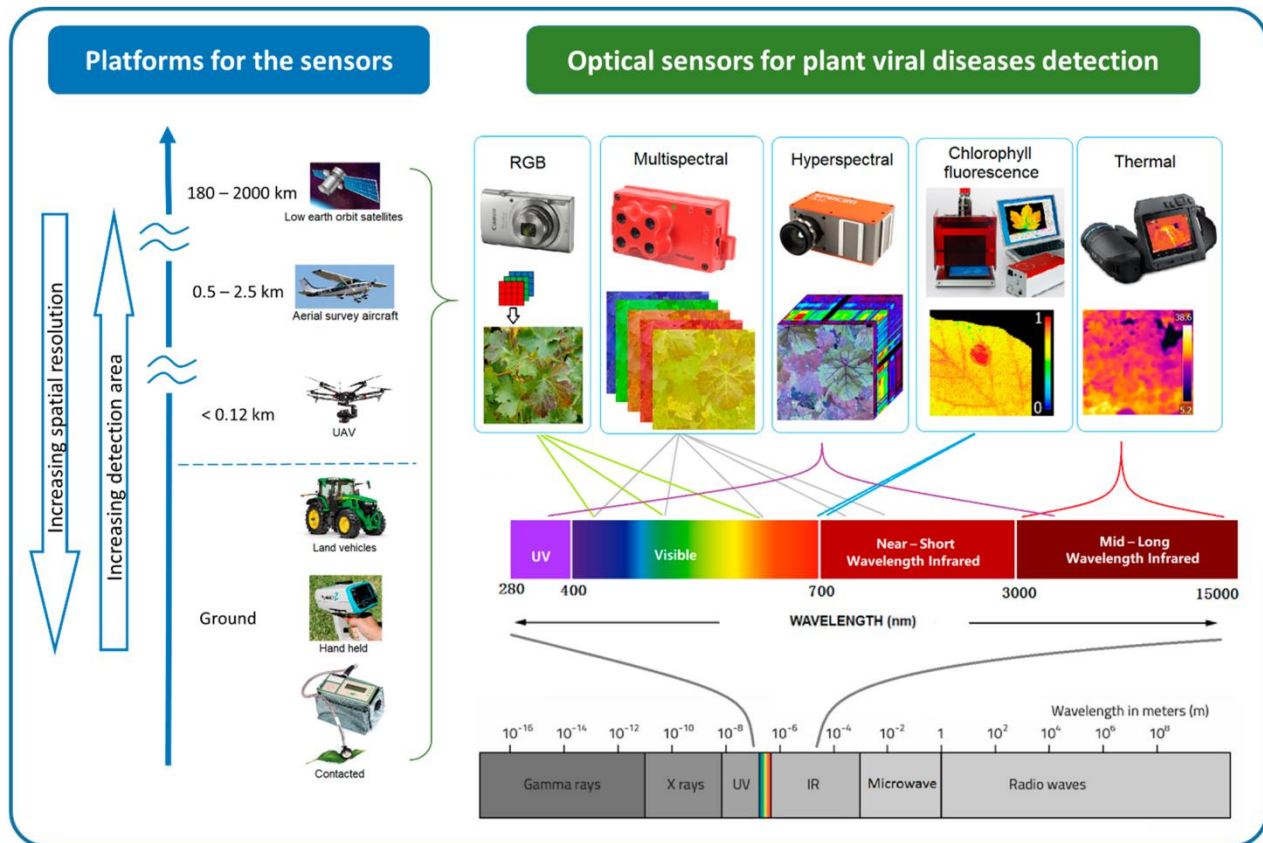 Platforms for the sensors
Optical sensors for plant viral diseases detection
180 – 2000 km
Low earth orbit satellites
0.5 – 2.5 km
Aerial survey aircraft
< 0.12 km
UAV
Land vehicles
Ground
Hand held
Contacted
Increasing spatial resolution
Increasing detection area
RGB
Multispectral
Hyperspectral
Chlorophyll
fluorescence
Thermal
Canon
1
0
38.6
5.2
UV
Visible
Near – Short
Wavelength Infrared
Mid – Long
Wavelength Infrared
280
400
700
3000
15000
WAVELENGTH (nm)
Wavelength in meters (m)
10⁻¹⁶ 10⁻¹⁴ 10⁻¹² 10⁻¹⁰ 10⁻⁸ 10⁻⁶ 10⁻⁴ 10⁻² 1 10² 10⁴ 10⁶ 10⁸
Gamma rays
X rays
UV
IR
Microwave
Radio waves